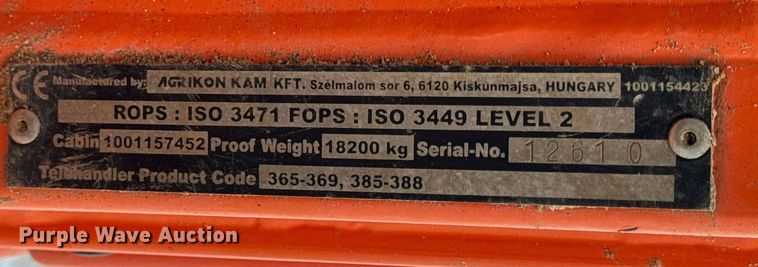 CE Manufactured by: AGRIKON KAM KFT. Szélmalom sor 6, 6120 Kiskunmajsa, HUNGARY 1001154423
ROPS : ISO 3471 FOPS : ISO 3449 LEVEL 2
Cabin 1001157452 Proof Weight 18200 kg Serial-No. 12610
Telehandler Product Code 365-369, 385-388
Purple Wave Auction